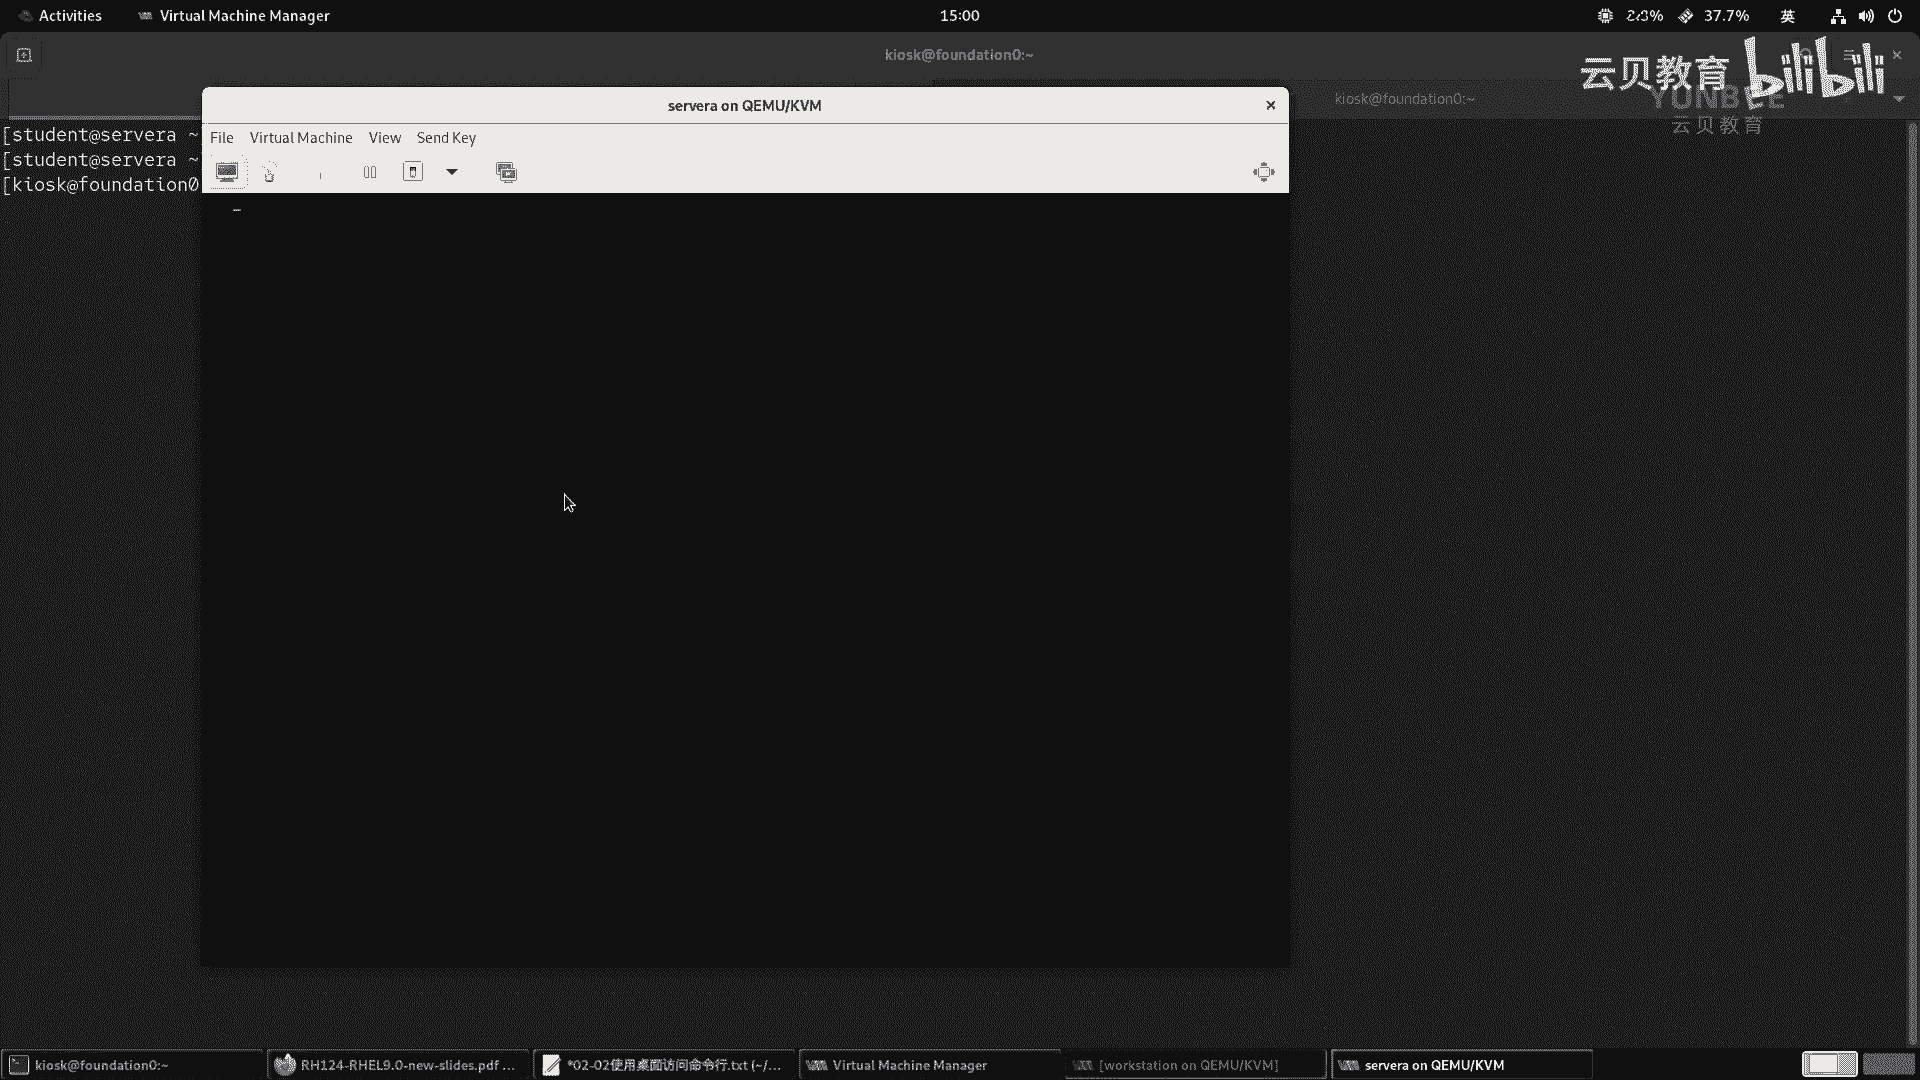 Activities
Virtual Machine Manager
15:00
37.7%
英
kiosk@foundation0:~
云贝教育
bilibili
kiosk@foundation0:~
YUNBEE
云贝教育
servera on QEMU/KVM
File Virtual Machine View Send Key
[student@servera ~
[student@servera ~
[kiosk@foundation0
kiosk@foundation0:~
RH124-RHEL9.0-new-slides.pdf ...
*02-02使用桌面访问命令行.txt (~/...
Virtual Machine Manager
[workstation on QEMU/KVM]
servera on QEMU/KVM